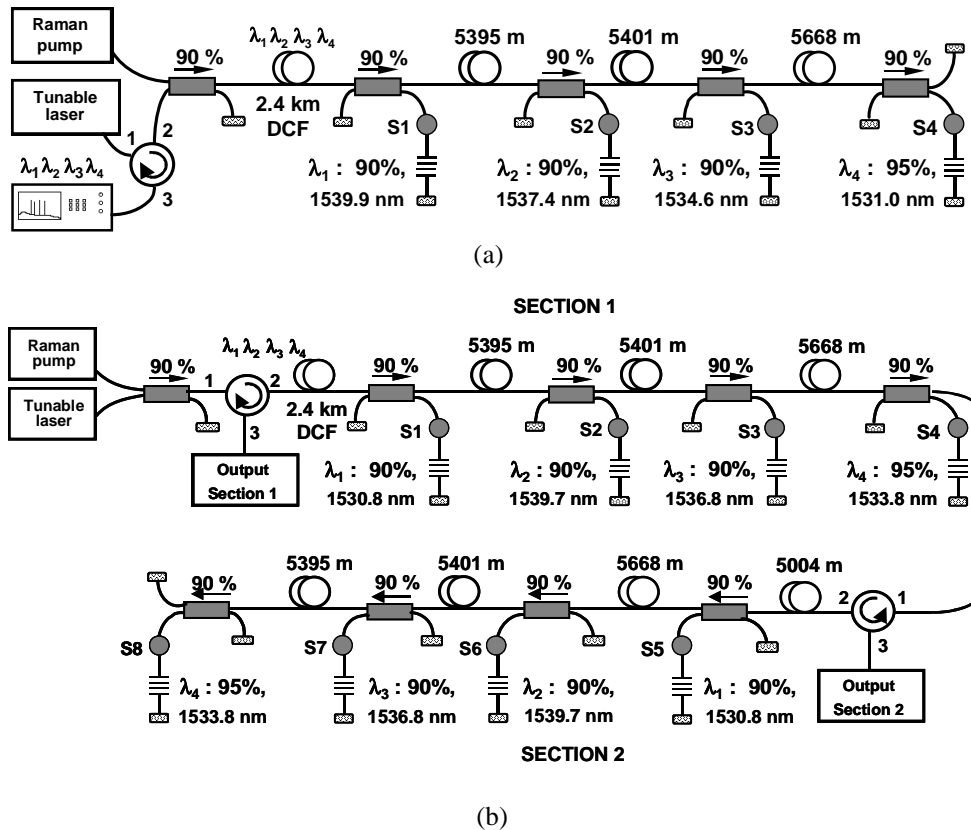 Raman
pump
Tunable
laser
λ1 λ2 λ3 λ4
1
2
3
90 %
λ1 λ2 λ3 λ4
2.4 km
DCF
90 %
5395 m
90 %
5401 m
90 %
5668 m
90 %
S1
S2
S3
S4
λ1 : 90%,
1539.9 nm
λ2 : 90%,
1537.4 nm
λ3 : 90%,
1534.6 nm
λ4 : 95%,
1531.0 nm
(a)
SECTION 1
Raman
pump
Tunable
laser
90 %
1
2
3
λ1 λ2 λ3 λ4
2.4 km
DCF
Output
Section 1
90 %
5395 m
90 %
5401 m
90 %
5668 m
90 %
S1
S2
S3
S4
λ1 : 90%,
1530.8 nm
λ2 : 90%,
1539.7 nm
λ3 : 90%,
1536.8 nm
λ4 : 95%,
1533.8 nm
90 %
5395 m
90 %
5401 m
90 %
5668 m
90 %
5004 m
2
1
3
S8
S7
S6
S5
λ4 : 95%,
1533.8 nm
λ3 : 90%,
1536.8 nm
λ2 : 90%,
1539.7 nm
λ1 : 90%,
1530.8 nm
Output
Section 2
SECTION 2
(b)